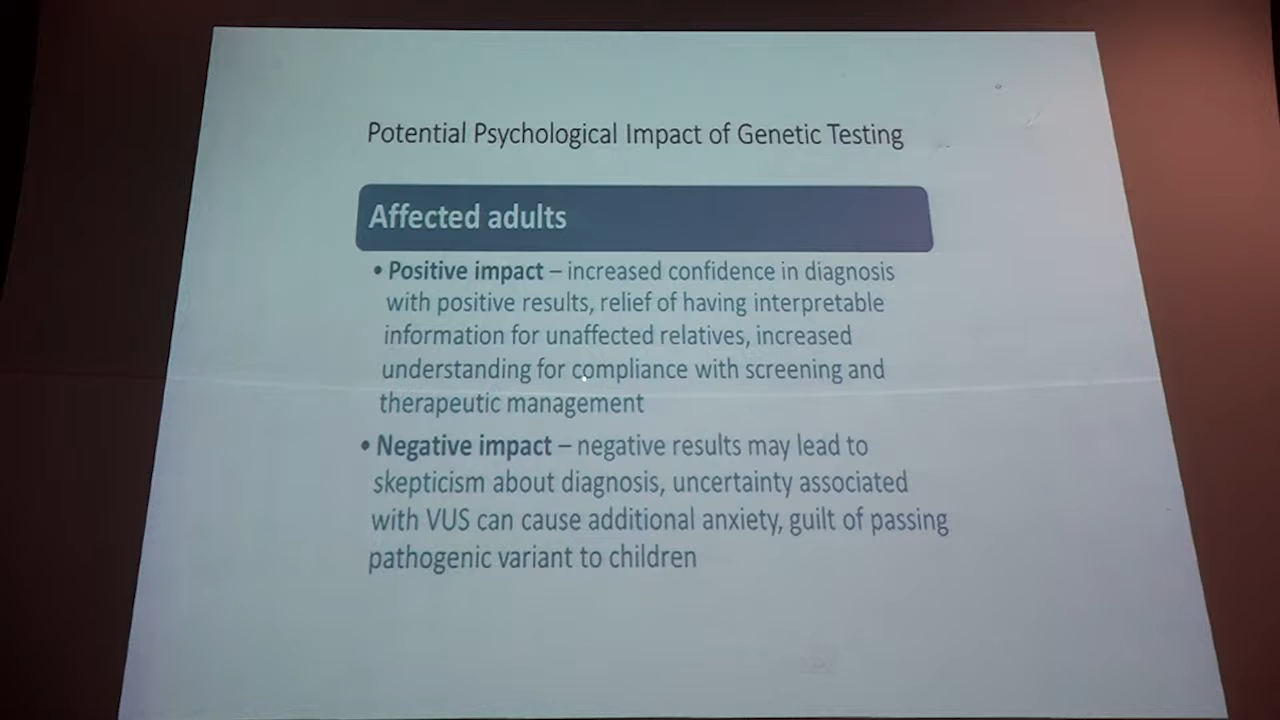 Potential Psychological Impact of Genetic Testing
Affected adults
• Positive impact – increased confidence in diagnosis
with positive results, relief of having interpretable
information for unaffected relatives, increased
understanding for compliance with screening and
therapeutic management
• Negative impact – negative results may lead to
skepticism about diagnosis, uncertainty associated
with VUS can cause additional anxiety, guilt of passing
pathogenic variant to children